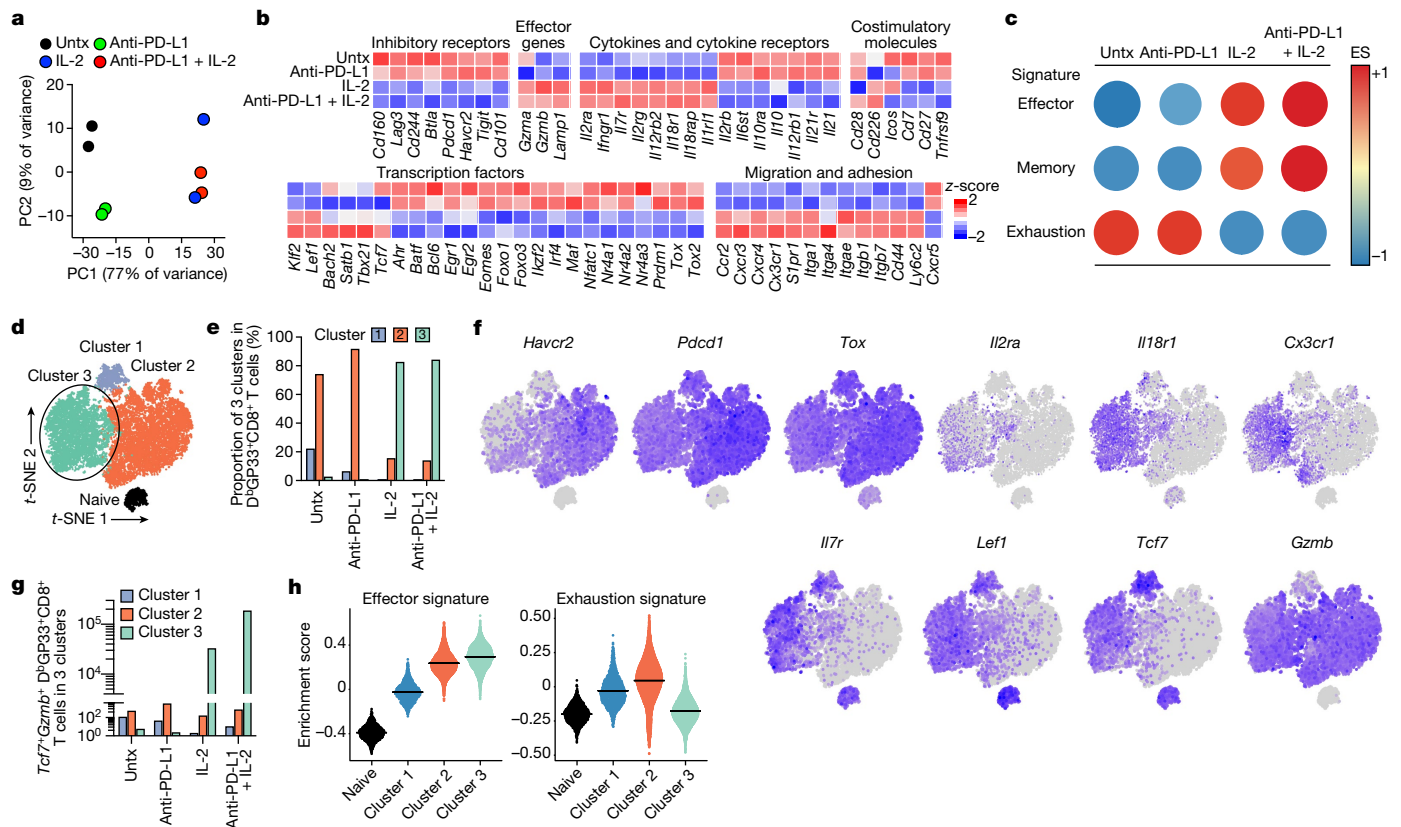 a
Untx Anti-PD-L1
IL-2 Anti-PD-L1 + IL-2
PC2 (9% of variance)
20
10
0
−10
−30 −15 0 15 30
PC1 (77% of variance)
b
Inhibitory receptors
Effector
genes
Cytokines and cytokine receptors
Costimulatory
molecules
Untx
Anti-PD-L1
IL-2
Anti-PD-L1 + IL-2
Cd160 Lag3 Cd244 Btla Pdcd1 Havcr2 Tigit Cd101
Gzma Gzmb Lamp1
Il2ra Ifngr1 Il7r Il2rg Il12rb2 Il18r1 Il18rap Il1rl1 Il2rb Il6st Il10ra Il10 Il12rb1 Il21r Il21
Cd28 Cd226 Icos Cd7 Cd27 Tnfrsf9
Transcription factors
Migration and adhesion
z-score
2
−2
Klf2 Lef1 Bach2 Satb1 Tbx21 Tcf7 Ahr Batf Bcl6 Egr1 Egr2 Eomes Foxo1 Foxo3 Ikzf2 Irf4 Maf Nfatc1 Nr4a1 Nr4a2 Nr4a3 Prdm1 Tox Tox2
Ccr2 Cxcr3 Cxcr4 Cx3cr1 S1pr1 Itga1 Itga4 Itgae Itgb1 Itgb7 Cd44 Ly6c2 Cxcr5
c
Untx Anti-PD-L1 IL-2
Anti-PD-L1
+ IL-2
ES
Signature
Effector
Memory
Exhaustion
+1
−1
d
Cluster 1
Cluster 2
Cluster 3
Naive
t-SNE 2
t-SNE 1
e
Cluster 1 2 3
Proportion of 3 clusters in
DbGP33+CD8+ T cells (%)
100
80
60
40
20
0
Untx
Anti-PD-L1
IL-2
Anti-PD-L1
+ IL-2
f
Havcr2 Pdcd1 Tox Il2ra Il18r1 Cx3cr1
Il7r Lef1 Tcf7 Gzmb
g
Cluster 1
Cluster 2
Cluster 3
Tcf7+Gzmb+ DbGP33+CD8+
T cells in 3 clusters
105
104
102
100
Untx
Anti-PD-L1
IL-2
Anti-PD-L1
+ IL-2
h
Effector signature
Enrichment score
0.4
0
−0.4
Naive
Cluster 1
Cluster 2
Cluster 3
Exhaustion signature
0.50
0.25
0
−0.25
−0.50
Naive
Cluster 1
Cluster 2
Cluster 3